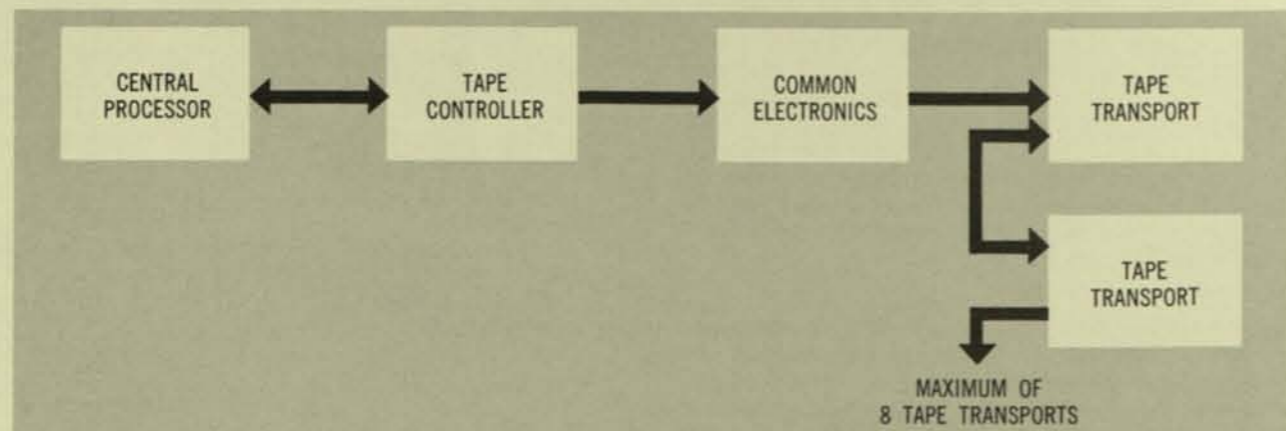 CENTRAL
PROCESSOR
TAPE
CONTROLLER
COMMON
ELECTRONICS
TAPE
TRANSPORT
TAPE
TRANSPORT
MAXIMUM OF
8 TAPE TRANSPORTS